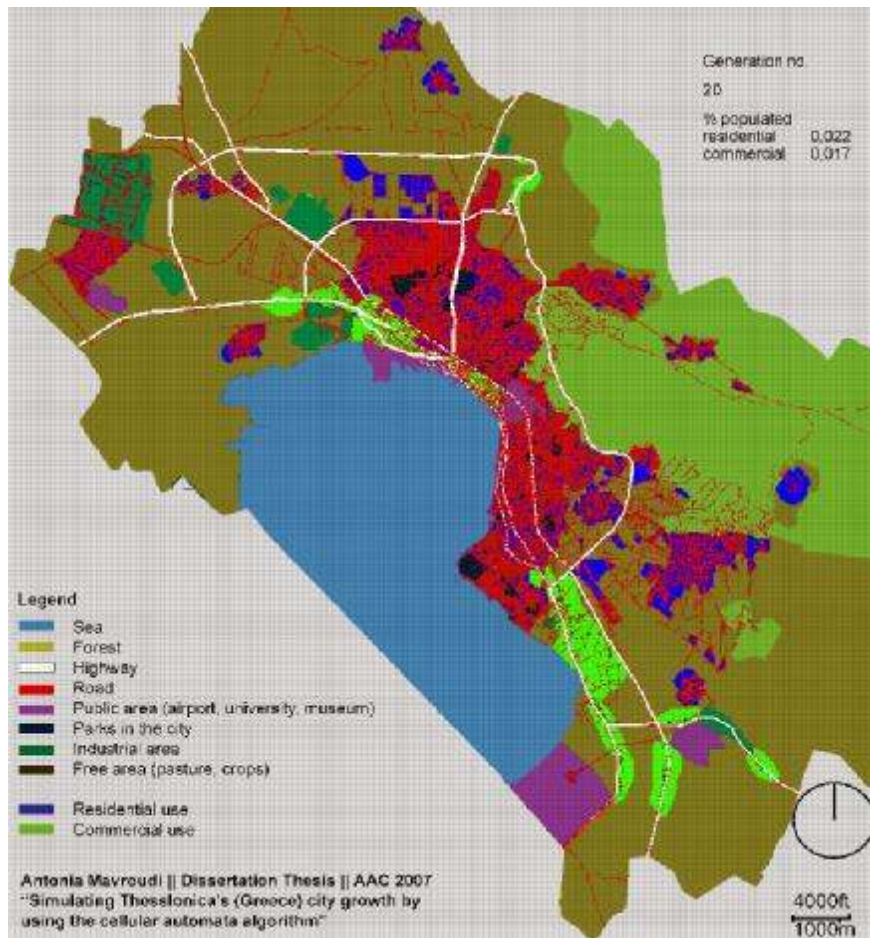 Generation no
20
% populated
residential 0,022
commercial 0,017
Legend
Sea
Forest
Highway
Road
Public area (airport, university, museum)
Parks in the city
Industrial area
Free area (pasture, crops)
Residential use
Commercial use
Antonia Mavroudi || Dissertation Thesis || AAC 2007
"Simulating Thesslonica's (Greece) city growth by
using the cellular automata algorithm"
4000ft
1000m